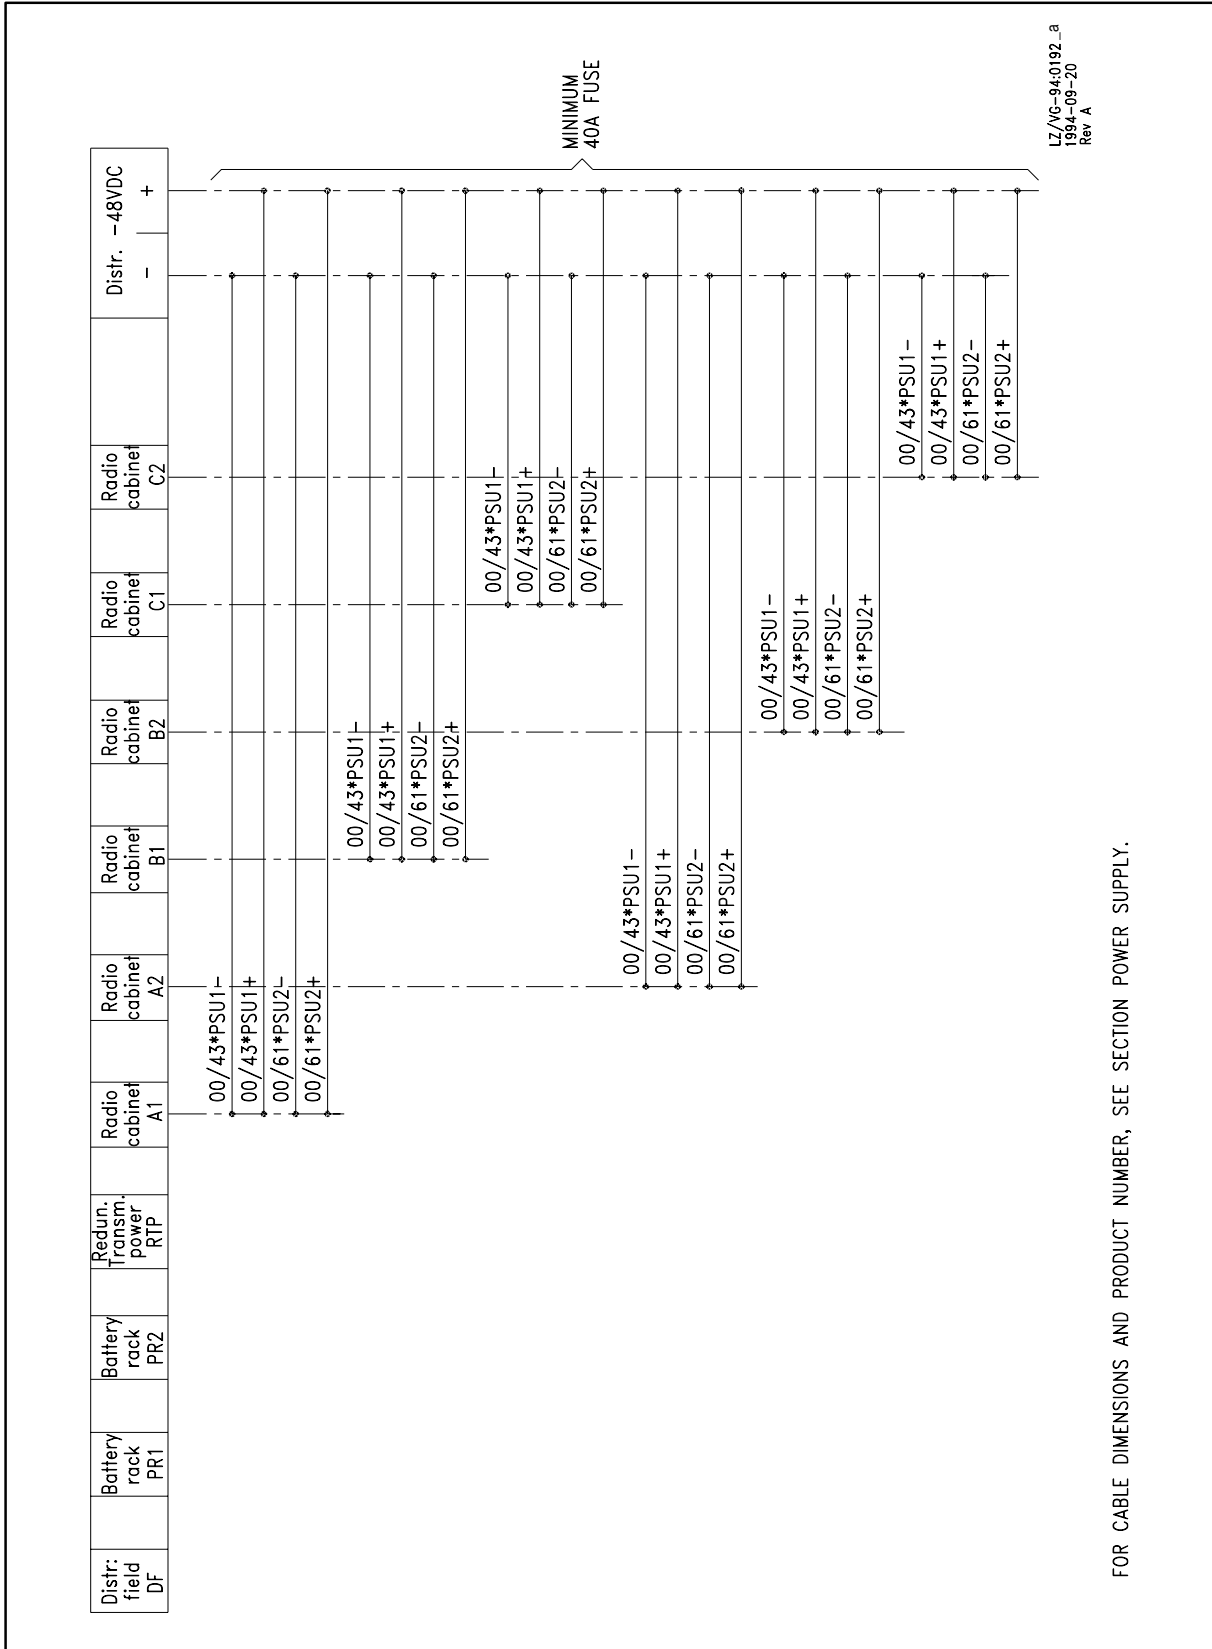 Distr:
field
DF
Battery
rack
PR1
Battery
rack
PR2
Redun.
Transm.
power
RTP
Radio
cabinet
A1
Radio
cabinet
A2
Radio
cabinet
B1
Radio
cabinet
B2
Radio
cabinet
C1
Radio
cabinet
C2
Distr. -48VDC
- +
00/43*PSU1-
00/43*PSU1+
00/61*PSU2-
00/61*PSU2+
00/43*PSU1-
00/43*PSU1+
00/61*PSU2-
00/61*PSU2+
00/43*PSU1-
00/43*PSU1+
00/61*PSU2-
00/61*PSU2+
MINIMUM
40A FUSE
00/43*PSU1-
00/43*PSU1+
00/61*PSU2-
00/61*PSU2+
00/43*PSU1-
00/43*PSU1+
00/61*PSU2-
00/61*PSU2+
00/43*PSU1-
00/43*PSU1+
00/61*PSU2-
00/61*PSU2+
LZ/VG-94:0192_a
1994-09-20
Rev A
FOR CABLE DIMENSIONS AND PRODUCT NUMBER, SEE SECTION POWER SUPPLY.